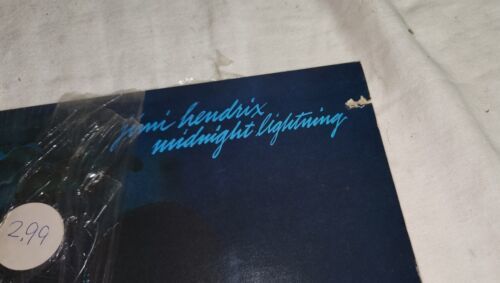 jimi hendrix
midnight lightning
2,99